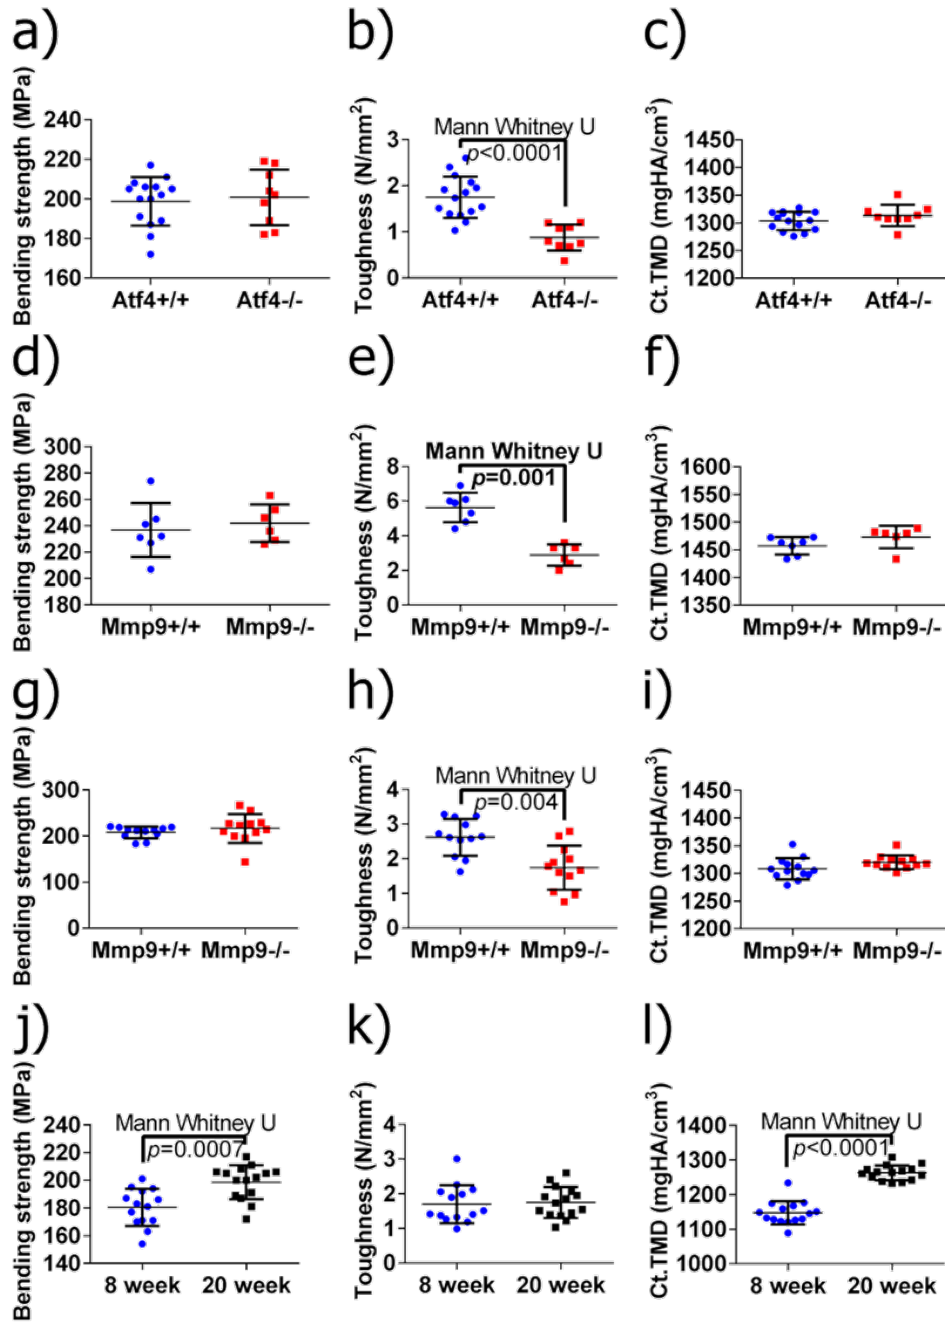 a)
b)
c)
Bending strength (MPa)
240
220
200
180
160
Atf4+/+
Atf4-/-
Toughness (N/mm²)
3
2
1
0
Mann Whitney U
p<0.0001
Atf4+/+
Atf4-/-
Ct.TMD (mgHA/cm³)
1450
1400
1350
1300
1250
1200
Atf4+/+
Atf4-/-
d)
e)
f)
Bending strength (MPa)
300
280
260
240
220
200
180
Mmp9+/+
Mmp9-/-
Toughness (N/mm²)
8
6
4
2
0
Mann Whitney U
p=0.001
Mmp9+/+
Mmp9-/-
Ct.TMD (mgHA/cm³)
1600
1550
1500
1450
1400
1350
Mmp9+/+
Mmp9-/-
g)
h)
i)
Bending strength (MPa)
300
200
100
0
Mmp9+/+
Mmp9-/-
Toughness (N/mm²)
4
3
2
1
0
Mann Whitney U
p=0.004
Mmp9+/+
Mmp9-/-
Ct.TMD (mgHA/cm³)
1450
1400
1350
1300
1250
1200
Mmp9+/+
Mmp9-/-
j)
k)
l)
Bending strength (MPa)
240
220
200
180
160
140
Mann Whitney U
p=0.0007
8 week
20 week
Toughness (N/mm²)
4
3
2
1
0
8 week
20 week
Ct.TMD (mgHA/cm³)
1400
1300
1200
1100
1000
Mann Whitney U
p<0.0001
8 week
20 week